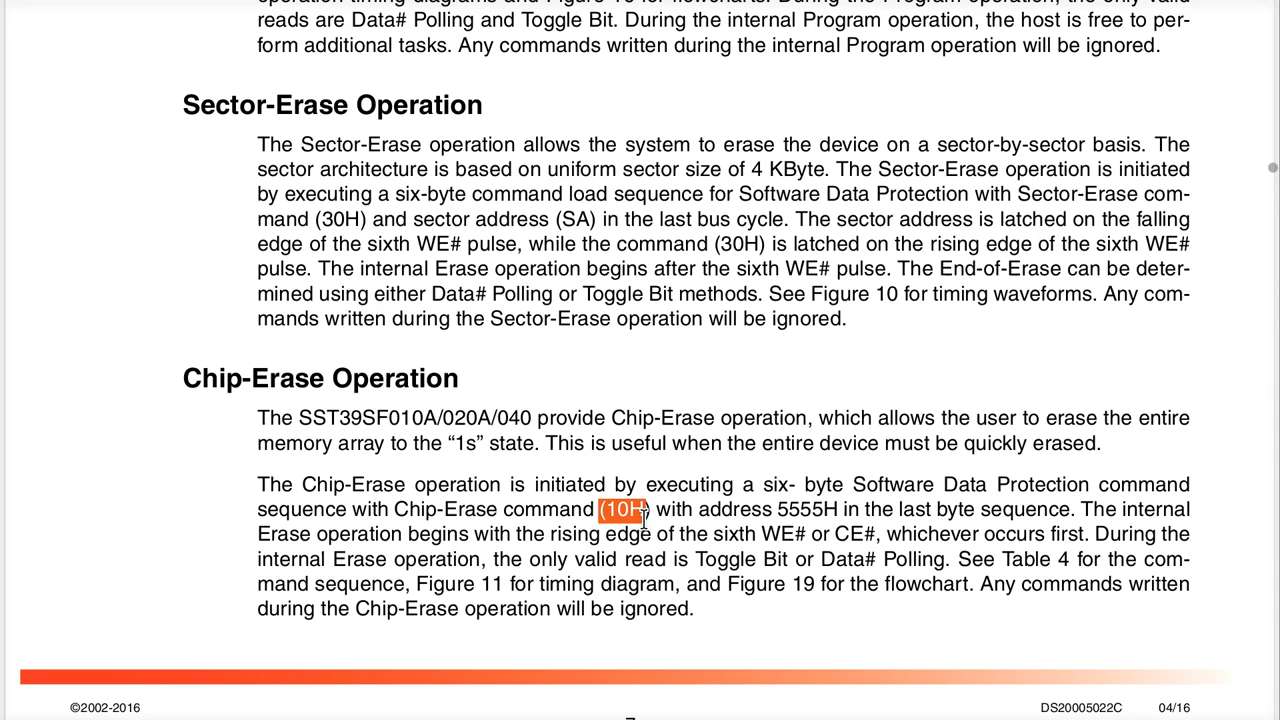 operation timing diagrams and Figure 16 for flowcharts. During the Program operation, the only valid
reads are Data# Polling and Toggle Bit. During the internal Program operation, the host is free to per-
form additional tasks. Any commands written during the internal Program operation will be ignored.
Sector-Erase Operation
The Sector-Erase operation allows the system to erase the device on a sector-by-sector basis. The
sector architecture is based on uniform sector size of 4 KByte. The Sector-Erase operation is initiated
by executing a six-byte command load sequence for Software Data Protection with Sector-Erase com-
mand (30H) and sector address (SA) in the last bus cycle. The sector address is latched on the falling
edge of the sixth WE# pulse, while the command (30H) is latched on the rising edge of the sixth WE#
pulse. The internal Erase operation begins after the sixth WE# pulse. The End-of-Erase can be deter-
mined using either Data# Polling or Toggle Bit methods. See Figure 10 for timing waveforms. Any com-
mands written during the Sector-Erase operation will be ignored.
Chip-Erase Operation
The SST39SF010A/020A/040 provide Chip-Erase operation, which allows the user to erase the entire
memory array to the “1s” state. This is useful when the entire device must be quickly erased.
The Chip-Erase operation is initiated by executing a six- byte Software Data Protection command
sequence with Chip-Erase command (10H) with address 5555H in the last byte sequence. The internal
Erase operation begins with the rising edge of the sixth WE# or CE#, whichever occurs first. During the
internal Erase operation, the only valid read is Toggle Bit or Data# Polling. See Table 4 for the com-
mand sequence, Figure 11 for timing diagram, and Figure 19 for the flowchart. Any commands written
during the Chip-Erase operation will be ignored.
©2002-2016 DS20005022C 04/16